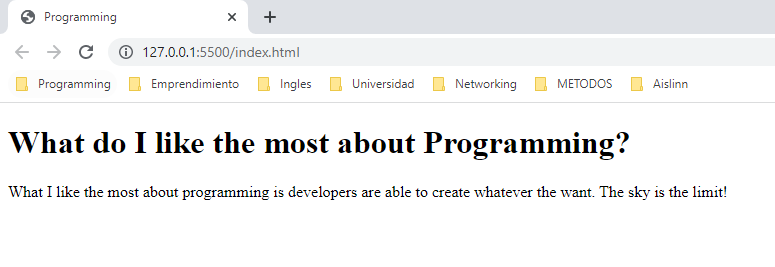 Programming
127.0.0.1:5500/index.html
Programming Emprendimiento Ingles Universidad Networking METODOS Aislinn
What do I like the most about Programming?
What I like the most about programming is developers are able to create whatever the want. The sky is the limit!